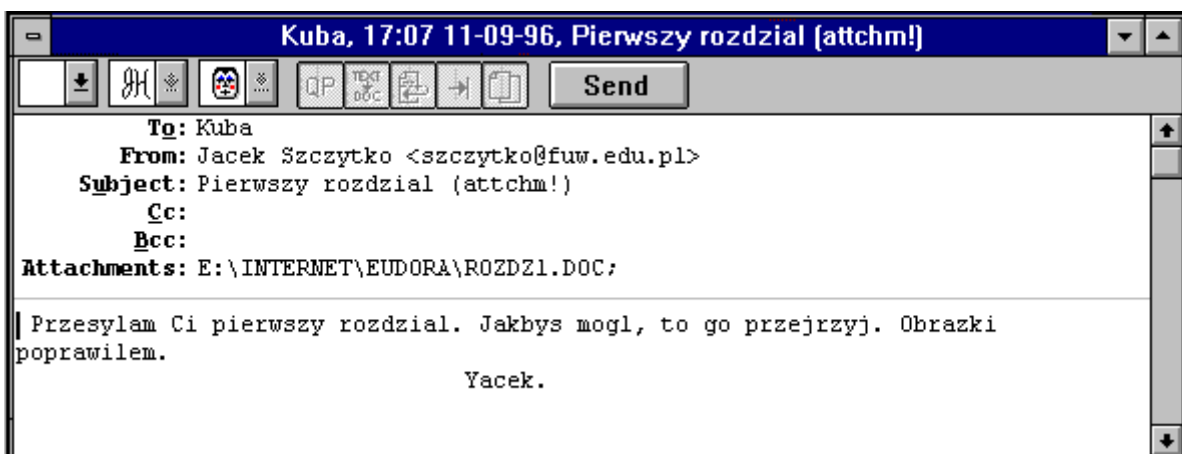 Kuba, 17:07 11-09-96, Pierwszy rozdzial (attchm!)
QP TEXT DOC Send
To: Kuba
From: Jacek Szczytko <szczytko@fuw.edu.pl>
Subject: Pierwszy rozdzial (attchm!)
Cc:
Bcc:
Attachments: E:\INTERNET\EUDORA\ROZDZ1.DOC;
Przesylam Ci pierwszy rozdzial. Jakbys mogl, to go przejrzyj. Obrazki
poprawilem.
Yacek.